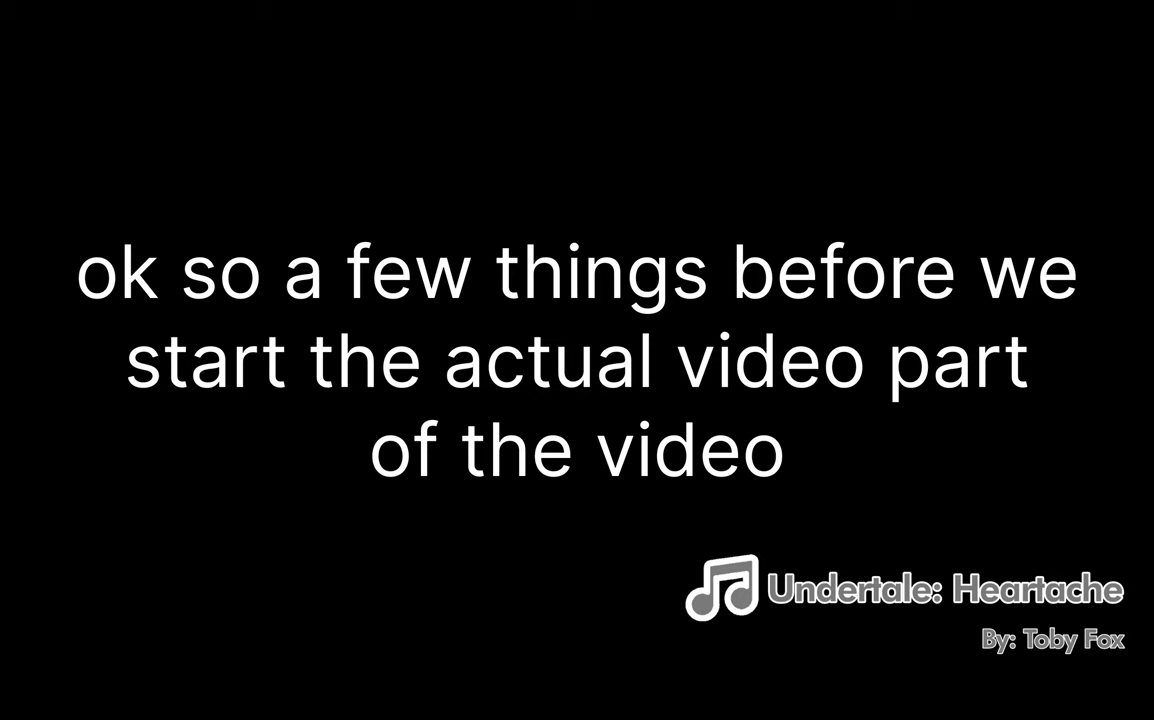 ok so a few things before we
start the actual video part
of the video
Undertale: Heartache
By: Toby Fox